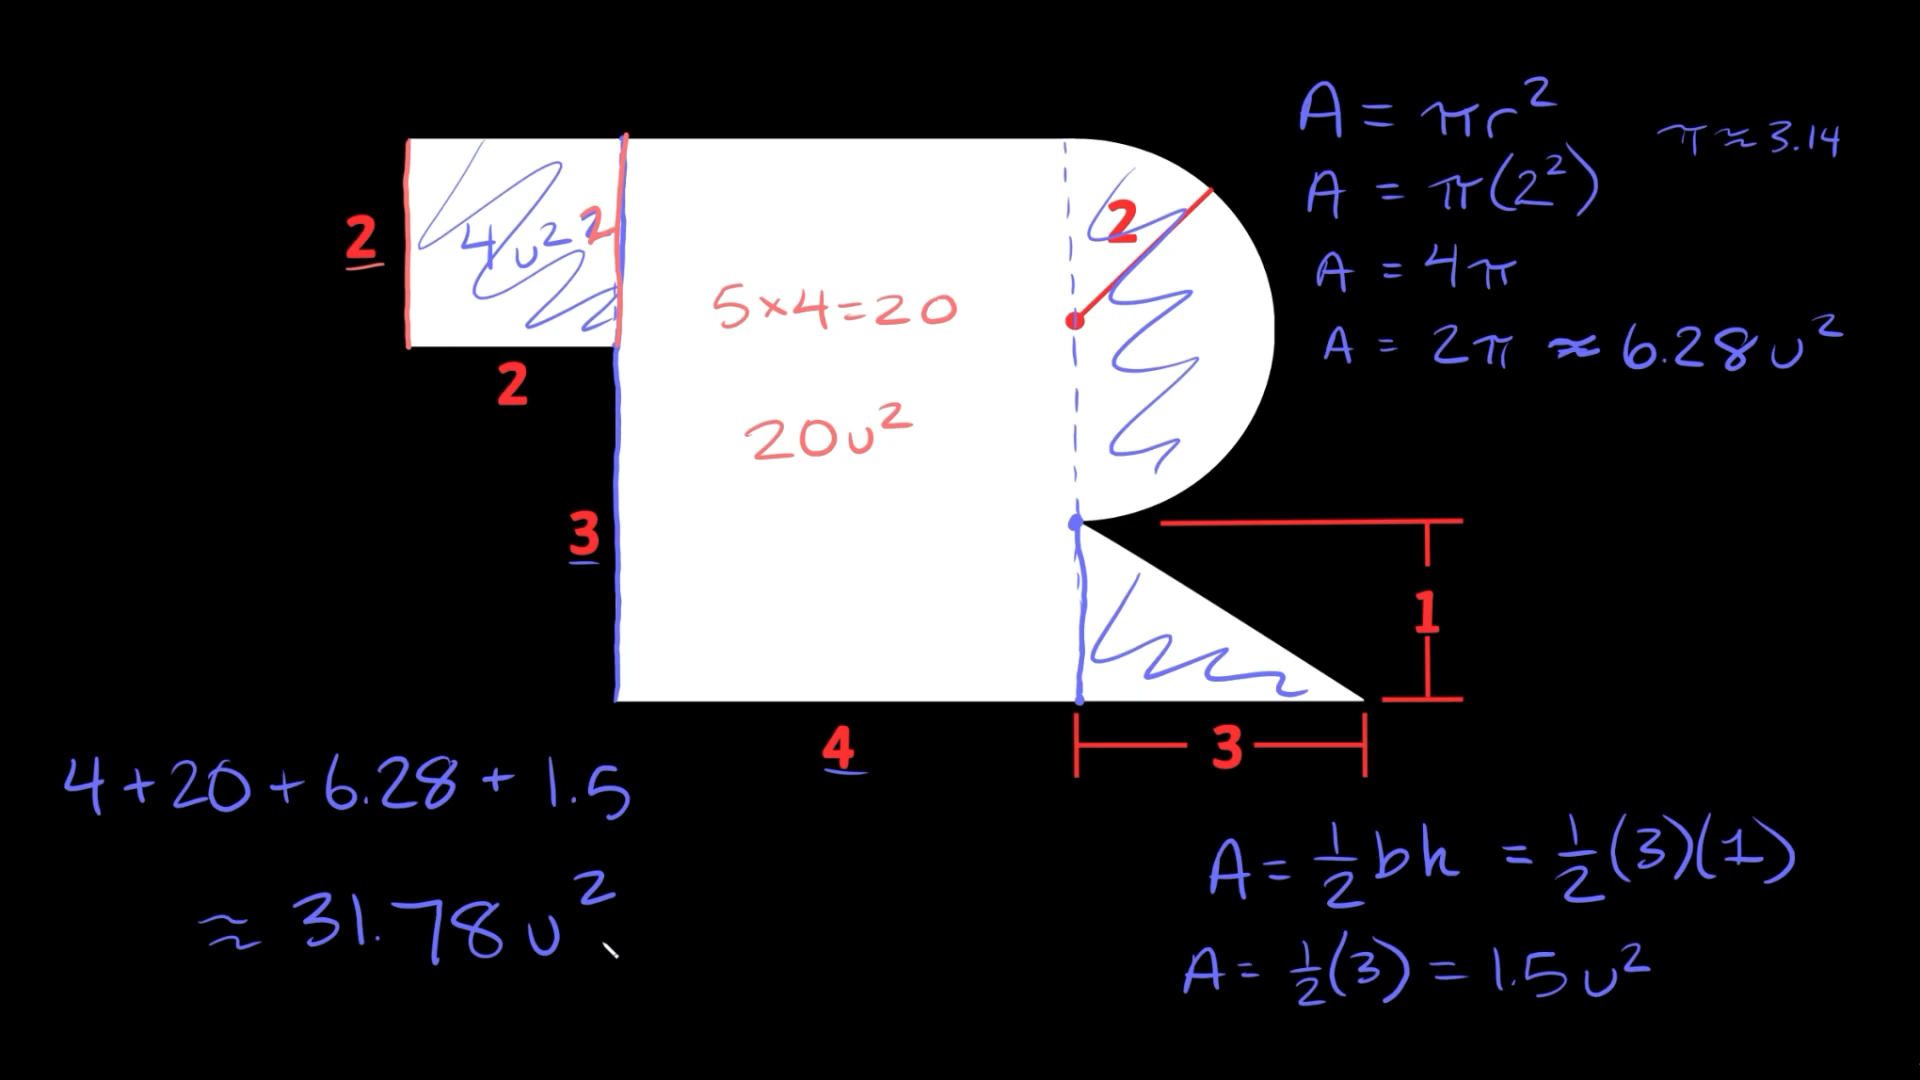 2
4u²
2
2
5×4=20
20u²
3
4
2
3
1
A = πr²
π ≈ 3.14
A = π(2²)
A = 4π
A = 2π ≈ 6.28u²
4+20+6.28+1.5
≈ 31.78u²
A = 1/2 bh = 1/2 (3)(1)
A = 1/2 (3) = 1.5u²